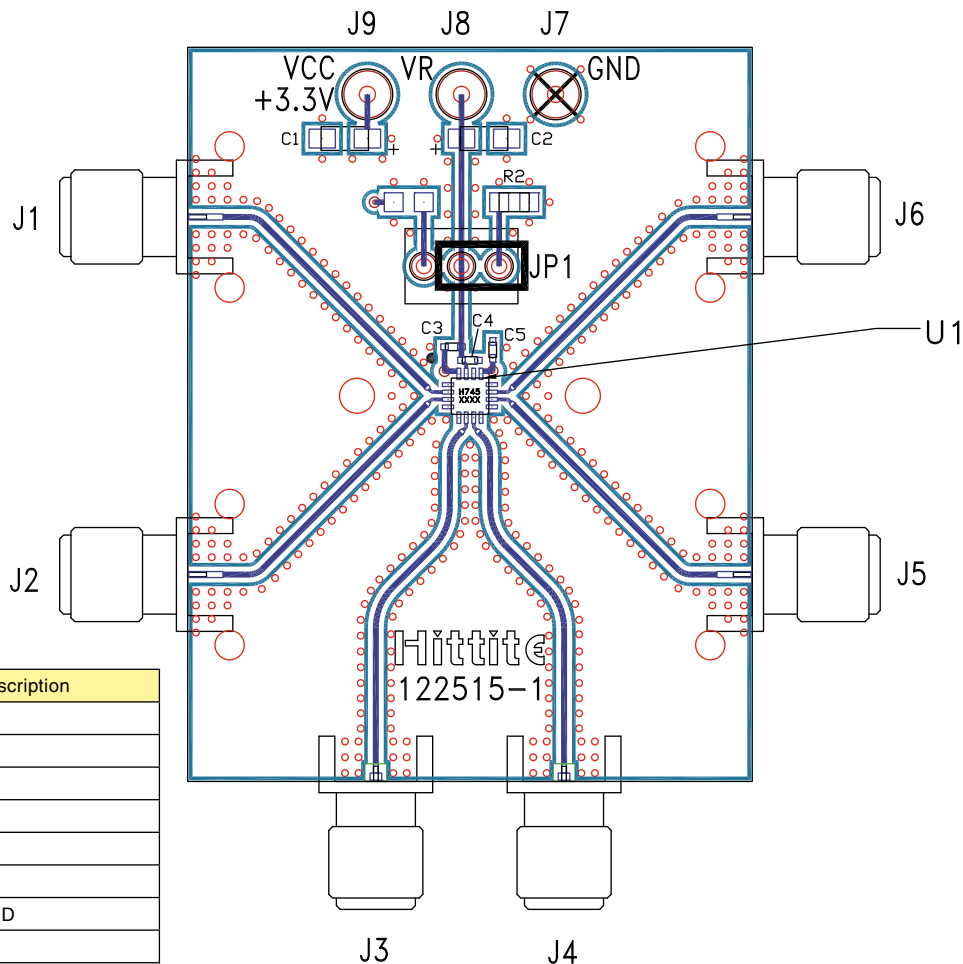 J9 J8 J7
VCC VR GND
+3.3V
C1 C2
+ +
R2
J1 J6
JP1
C3 C4 C5
U1
H745
XXXX
J2 J5
Hittite
122515-1
scription
D
J3 J4